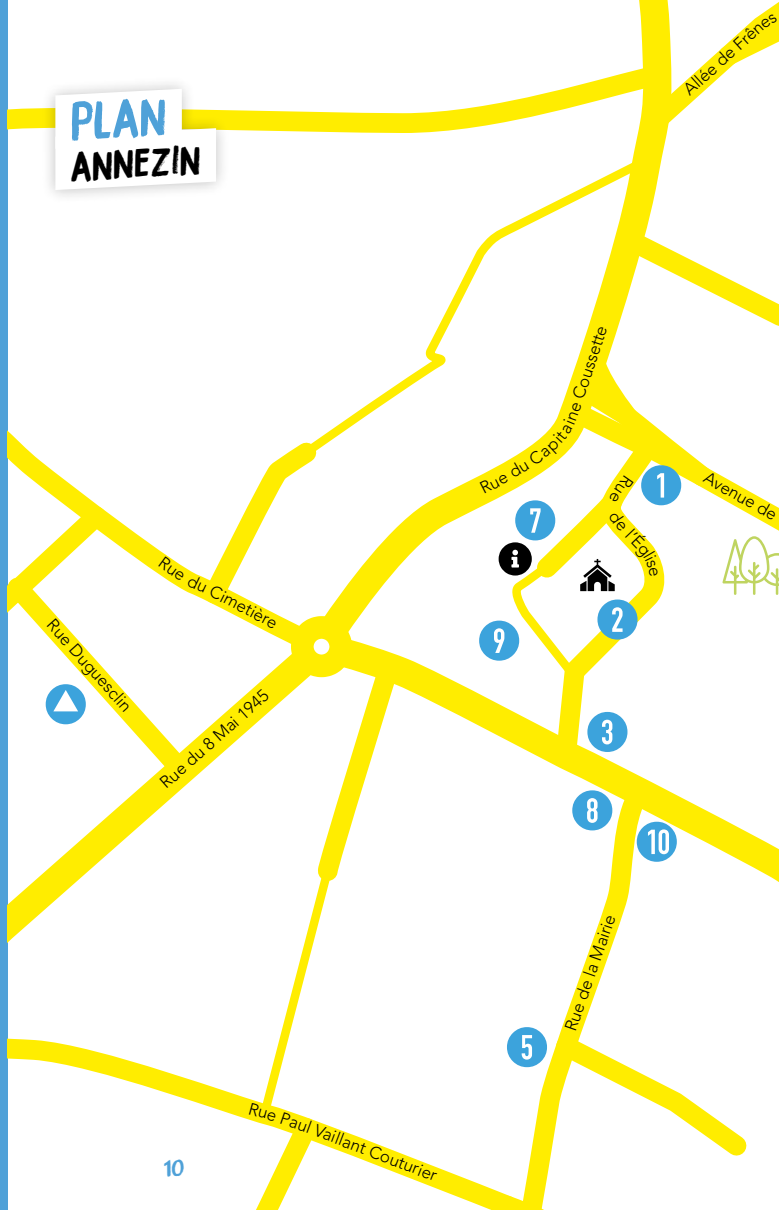 PLAN
ANNEZIN
Allée de Frênes
Rue du Capitaine Coussette
1
Avenue de
Rue
de l'Église
7
i
2
9
Rue du Cimetière
Rue Duguesclin
Rue du 8 Mai 1945
3
8
10
Rue de la Mairie
5
Rue Paul Vaillant Couturier
10